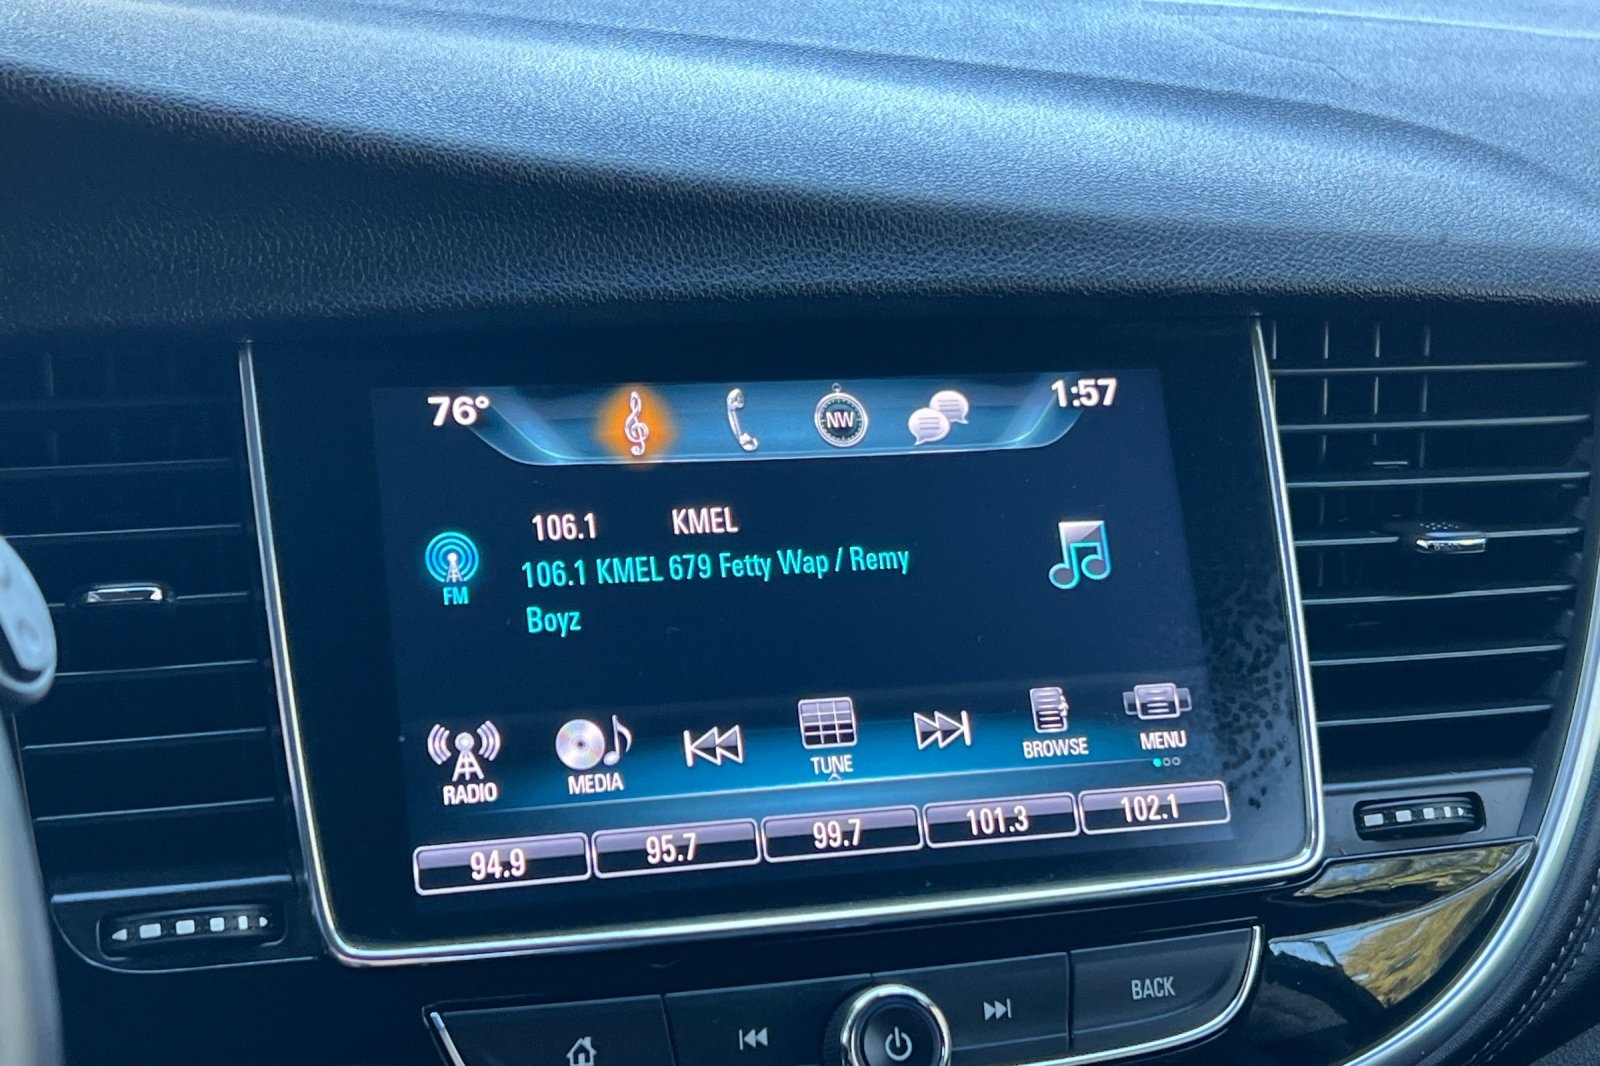 76° NW 1:57
106.1 KMEL
FM
106.1 KMEL 679 Fetty Wap / Remy
Boyz
RADIO MEDIA TUNE BROWSE MENU
94.9 95.7 99.7 101.3 102.1
BACK